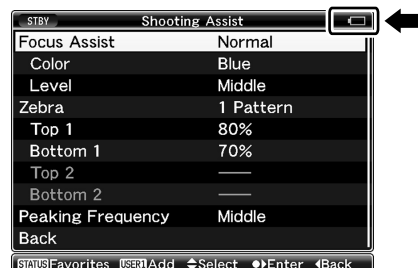 STBY Shooting Assist
Focus Assist Normal
Color Blue
Level Middle
Zebra 1 Pattern
Top 1 80%
Bottom 1 70%
Top 2 ——
Bottom 2 ——
Peaking Frequency Middle
Back
STATUS Favorites USER1 Add Select Enter Back